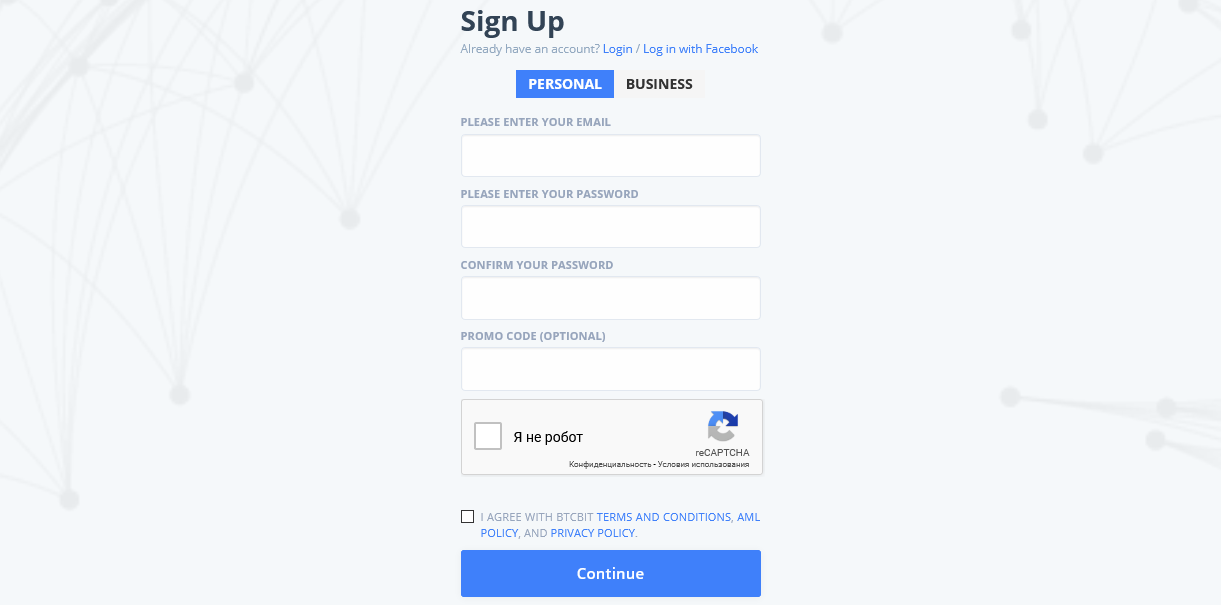 Sign Up
Already have an account? Login / Log in with Facebook
PERSONAL BUSINESS
PLEASE ENTER YOUR EMAIL
PLEASE ENTER YOUR PASSWORD
CONFIRM YOUR PASSWORD
PROMO CODE (OPTIONAL)
Я не робот
reCAPTCHA
Конфиденциальность - Условия использования
I AGREE WITH BTCBIT TERMS AND CONDITIONS, AML
POLICY, AND PRIVACY POLICY.
Continue